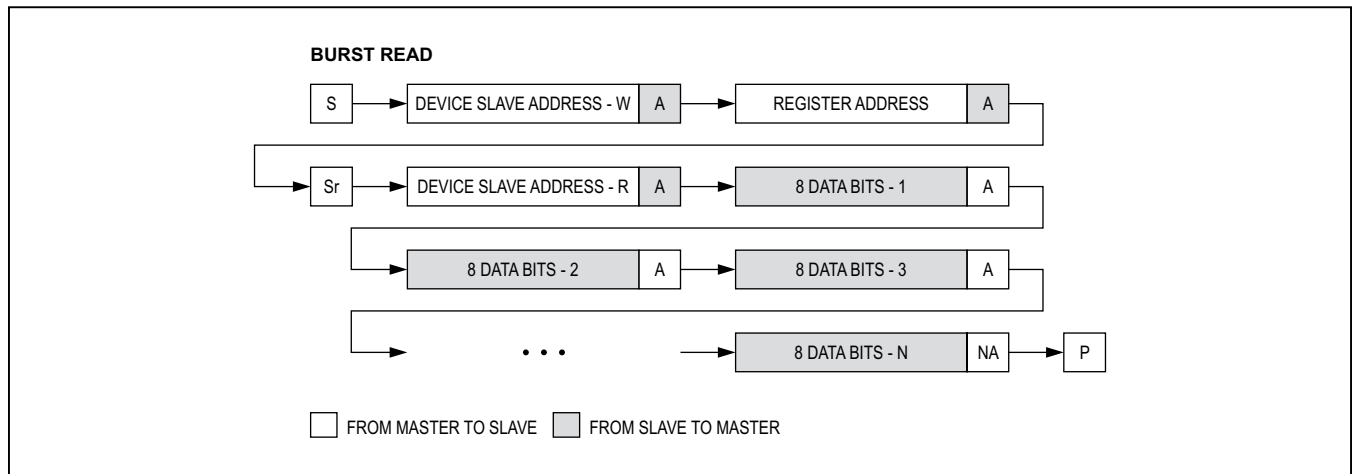 BURST READ
S DEVICE SLAVE ADDRESS - W A REGISTER ADDRESS A
Sr DEVICE SLAVE ADDRESS - R A 8 DATA BITS - 1 A
8 DATA BITS - 2 A 8 DATA BITS - 3 A
• • • 8 DATA BITS - N NA P
FROM MASTER TO SLAVE FROM SLAVE TO MASTER